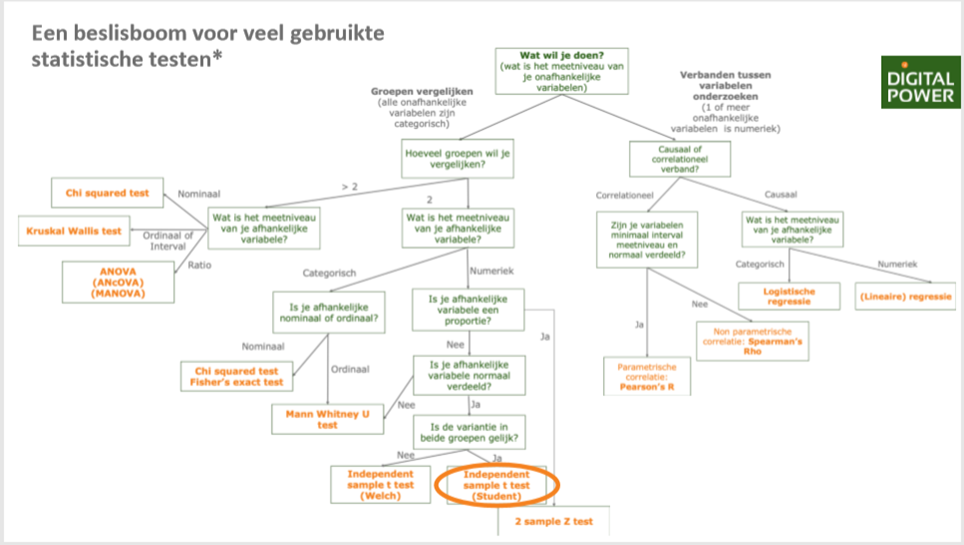 Een beslisboom voor veel gebruikte
statistische testen*
Wat wil je doen?
(wat is het meetniveau van
je onafhankelijke
variabelen)
DIGITAL
POWER
Groepen vergelijken
(alle onafhankelijke
variabelen zijn
categorisch)
Verbanden tussen
variabelen
onderzoeken
(1 of meer
onafhankelijke
variabelen is numeriek)
Hoeveel groepen wil je
vergelijken?
Causaal of
correlationeel
verband?
> 2
2
Correlationeel
Causaal
Chi squared test
Nominaal
Kruskal Wallis test
Ordinaal of
Interval
ANOVA
(ANcOVA)
(MANOVA)
Ratio
Wat is het meetniveau
van je afhankelijke
variabele?
Wat is het meetniveau
van je afhankelijke
variabele?
Zijn je variabelen
minimaal interval
meetniveau en
normaal verdeeld?
Wat is het meetniveau
van je afhankelijke
variabele?
Categorisch
Numeriek
Categorisch
Numeriek
Is je afhankelijke
nominaal of ordinaal?
Is je afhankelijke
variabele een
proportie?
Logistische
regressie
(Lineaire) regressie
Ja
Nee
Ja
Nee
Non parametrische
correlatie: Spearman's
Rho
Nominaal
Ordinaal
Chi squared test
Fisher's exact test
Is je afhankelijke
variabele normaal
verdeeld?
Parametrische
correlatie:
Pearson's R
Nee
Ja
Mann Whitney U
test
Is de variantie in
beide groepen gelijk?
Nee
Ja
Independent
sample t test
(Welch)
Independent
sample t test
(Student)
2 sample Z test